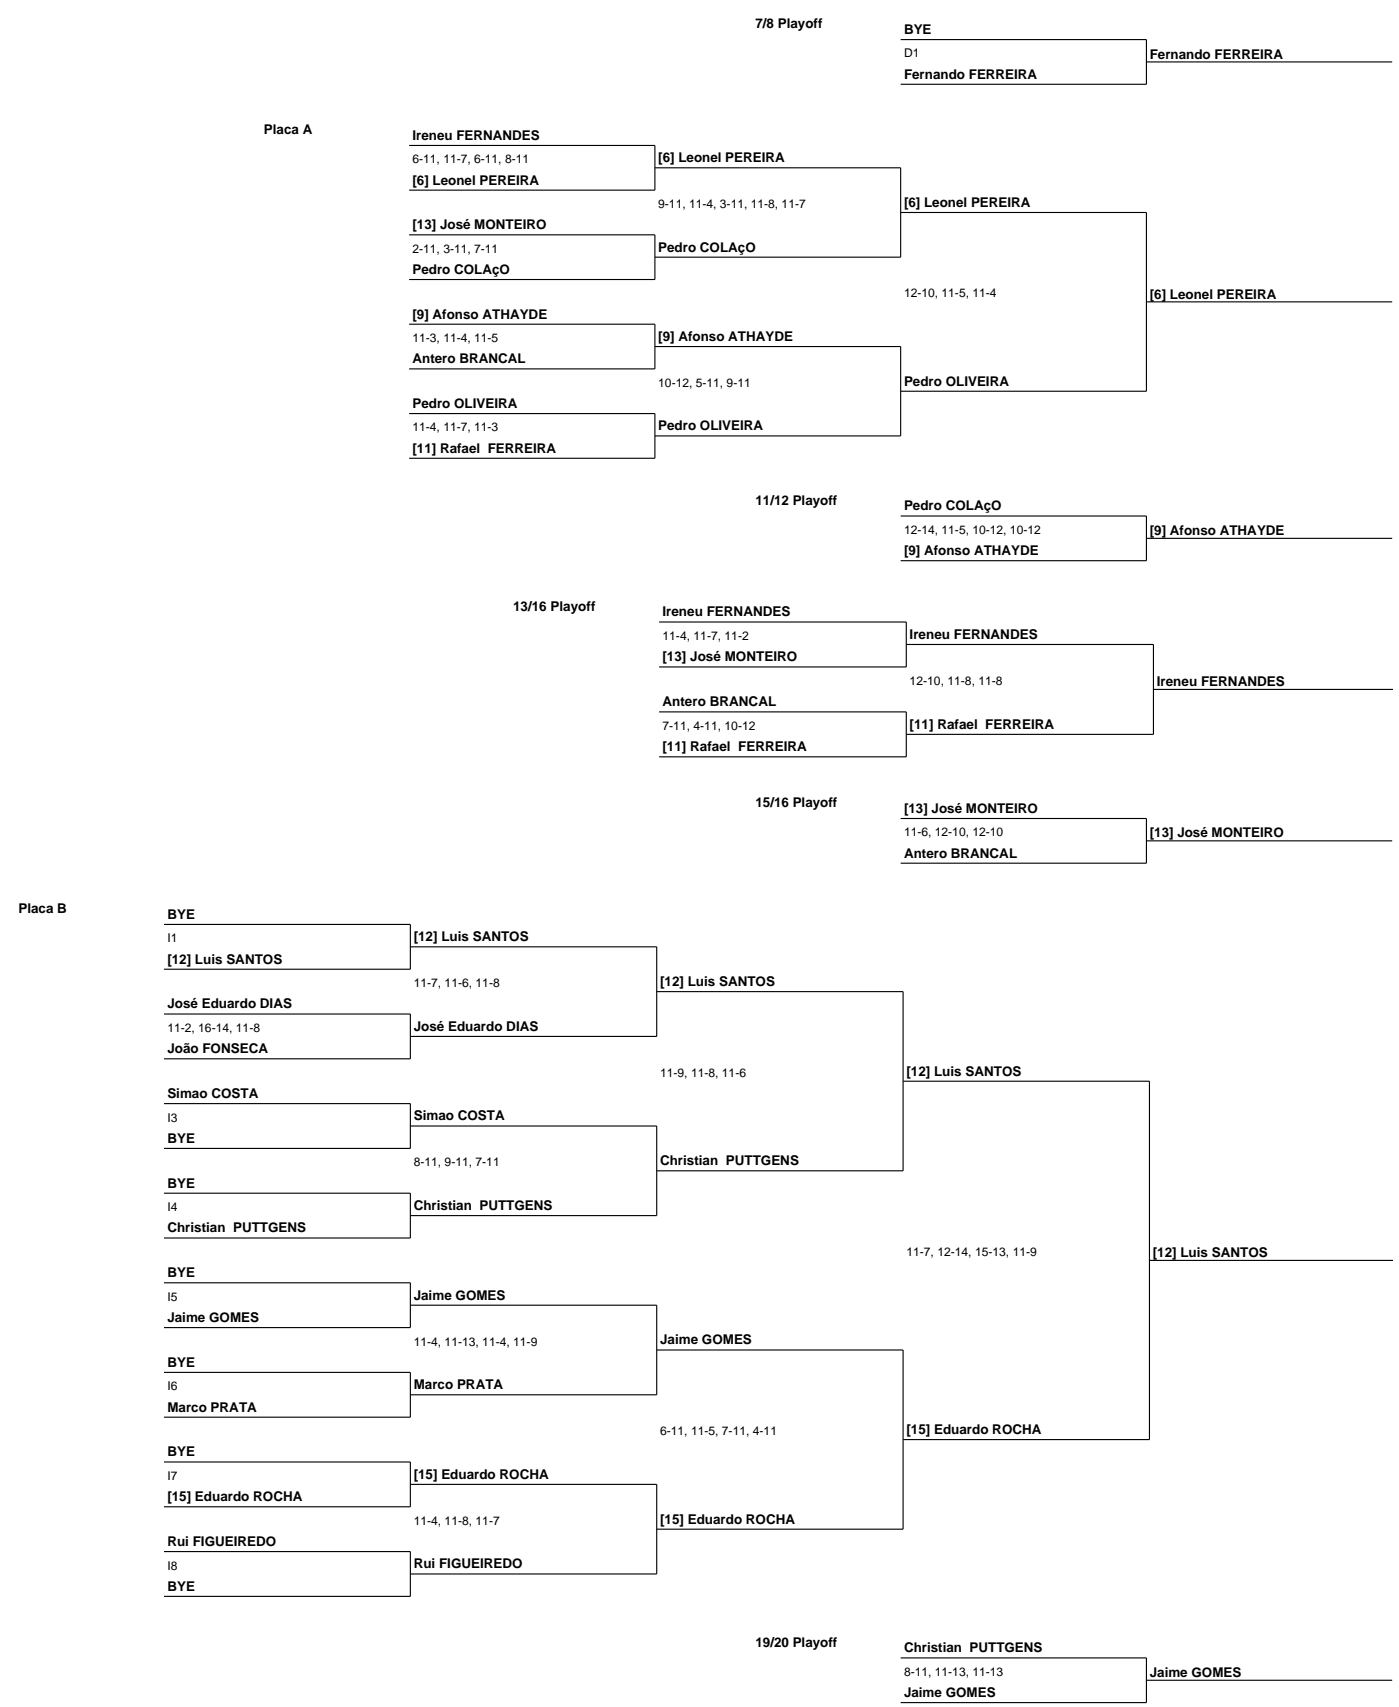 7/8 Playoff
BYE
D1
Fernando FERREIRA
Fernando FERREIRA
Placa A
Ireneu FERNANDES
6-11, 11-7, 6-11, 8-11
[6] Leonel PEREIRA
[6] Leonel PEREIRA
9-11, 11-4, 3-11, 11-8, 11-7
[6] Leonel PEREIRA
[13] José MONTEIRO
2-11, 3-11, 7-11
Pedro COLAçO
Pedro COLAçO
12-10, 11-5, 11-4
[6] Leonel PEREIRA
[9] Afonso ATHAYDE
11-3, 11-4, 11-5
Antero BRANCAL
[9] Afonso ATHAYDE
10-12, 5-11, 9-11
Pedro OLIVEIRA
Pedro OLIVEIRA
11-4, 11-7, 11-3
[11] Rafael  FERREIRA
Pedro OLIVEIRA
11/12 Playoff
Pedro COLAçO
12-14, 11-5, 10-12, 10-12
[9] Afonso ATHAYDE
[9] Afonso ATHAYDE
13/16 Playoff
Ireneu FERNANDES
11-4, 11-7, 11-2
[13] José MONTEIRO
Ireneu FERNANDES
12-10, 11-8, 11-8
Ireneu FERNANDES
Antero BRANCAL
7-11, 4-11, 10-12
[11] Rafael  FERREIRA
[11] Rafael  FERREIRA
15/16 Playoff
[13] José MONTEIRO
11-6, 12-10, 12-10
Antero BRANCAL
[13] José MONTEIRO
Placa B
BYE
I1
[12] Luis SANTOS
[12] Luis SANTOS
11-7, 11-6, 11-8
[12] Luis SANTOS
José Eduardo DIAS
11-2, 16-14, 11-8
João FONSECA
José Eduardo DIAS
11-9, 11-8, 11-6
[12] Luis SANTOS
Simao COSTA
I3
BYE
Simao COSTA
8-11, 9-11, 7-11
Christian  PUTTGENS
BYE
I4
Christian  PUTTGENS
Christian  PUTTGENS
11-7, 12-14, 15-13, 11-9
[12] Luis SANTOS
BYE
I5
Jaime GOMES
Jaime GOMES
11-4, 11-13, 11-4, 11-9
Jaime GOMES
BYE
I6
Marco PRATA
Marco PRATA
6-11, 11-5, 7-11, 4-11
[15] Eduardo ROCHA
BYE
I7
[15] Eduardo ROCHA
[15] Eduardo ROCHA
11-4, 11-8, 11-7
[15] Eduardo ROCHA
Rui FIGUEIREDO
I8
BYE
Rui FIGUEIREDO
19/20 Playoff
Christian  PUTTGENS
8-11, 11-13, 11-13
Jaime GOMES
Jaime GOMES